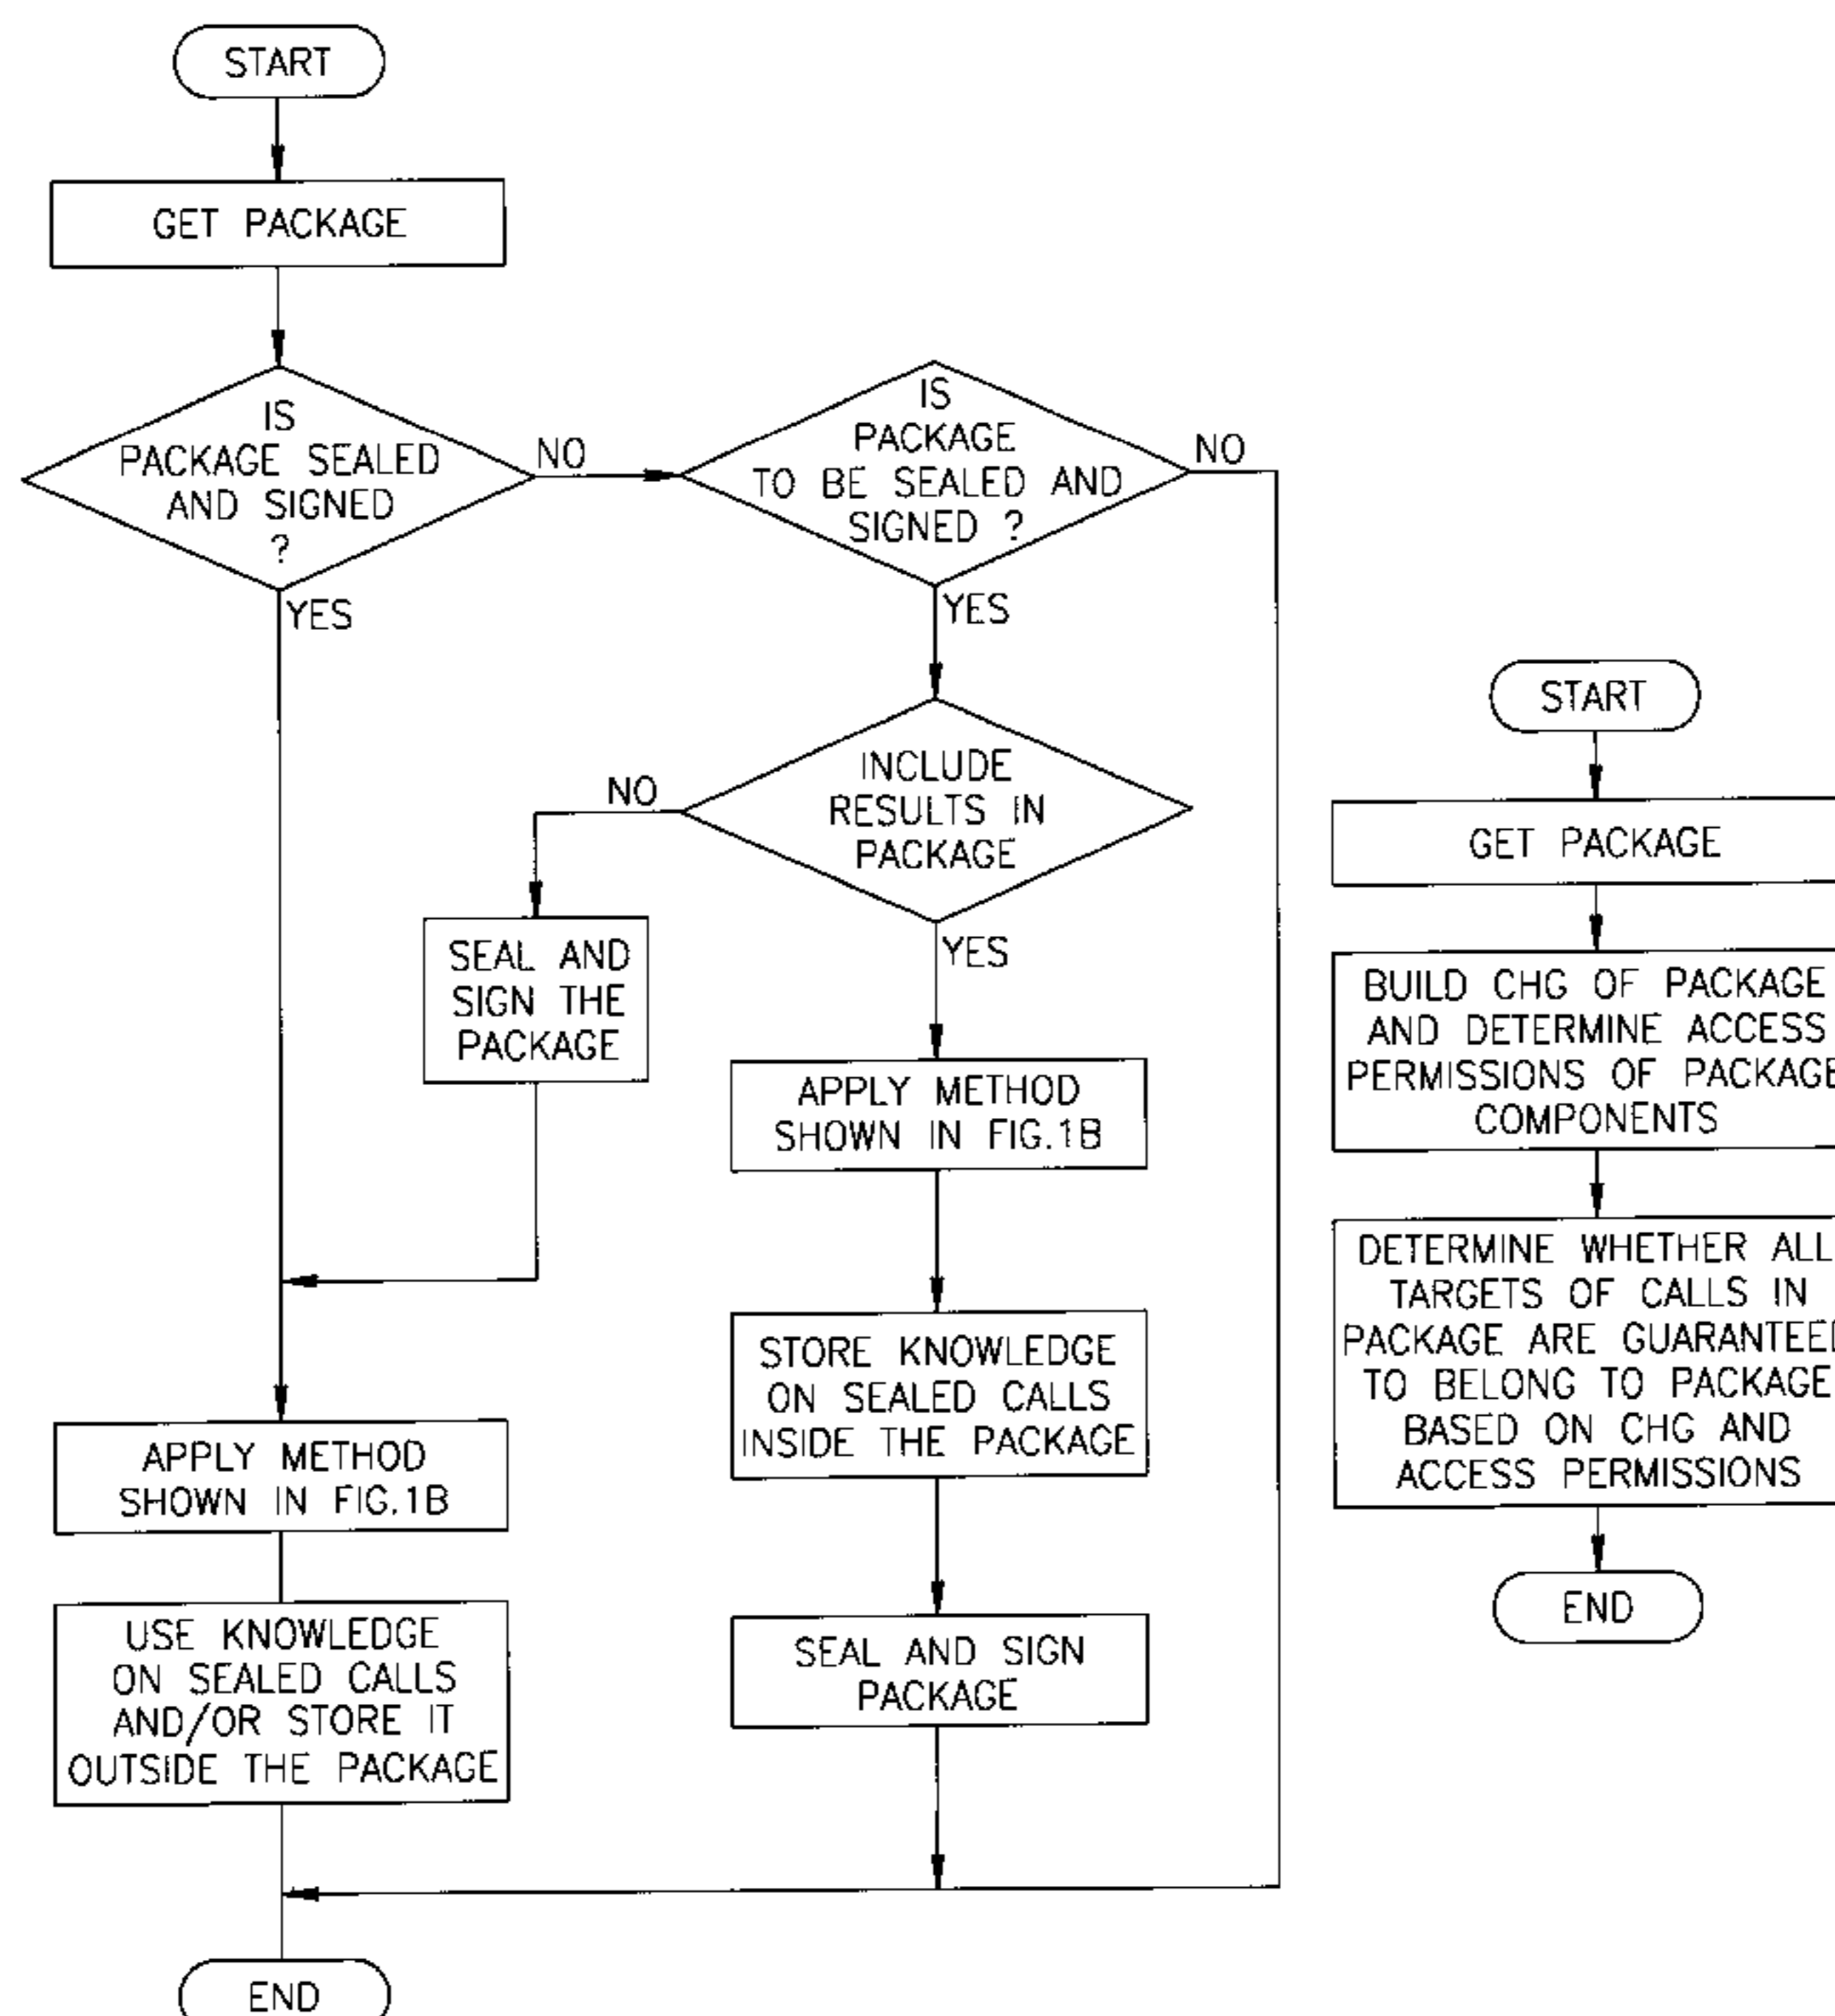 START
GET PACKAGE
IS
PACKAGE SEALED
AND SIGNED
?
NO
YES
IS
PACKAGE
TO BE SEALED AND
SIGNED ?
NO
YES
INCLUDE
RESULTS IN
PACKAGE
NO
YES
SEAL AND
SIGN THE
PACKAGE
APPLY METHOD
SHOWN IN FIG.1B
STORE KNOWLEDGE
ON SEALED CALLS
INSIDE THE PACKAGE
SEAL AND SIGN
PACKAGE
APPLY METHOD
SHOWN IN FIG.1B
USE KNOWLEDGE
ON SEALED CALLS
AND/OR STORE IT
OUTSIDE THE PACKAGE
END
START
GET PACKAGE
BUILD CHG OF PACKAGE
AND DETERMINE ACCESS
PERMISSIONS OF PACKAGE
COMPONENTS
DETERMINE WHETHER ALL
TARGETS OF CALLS IN
PACKAGE ARE GUARANTEED
TO BELONG TO PACKAGE
BASED ON CHG AND
ACCESS PERMISSIONS
END